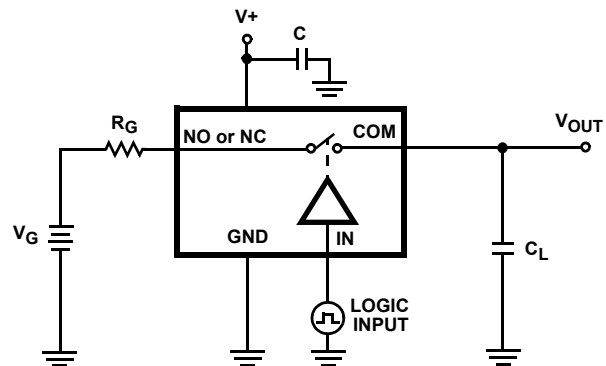 V+
C
RG
NO or NC
COM
VOUT
VG
GND
IN
CL
LOGIC
INPUT